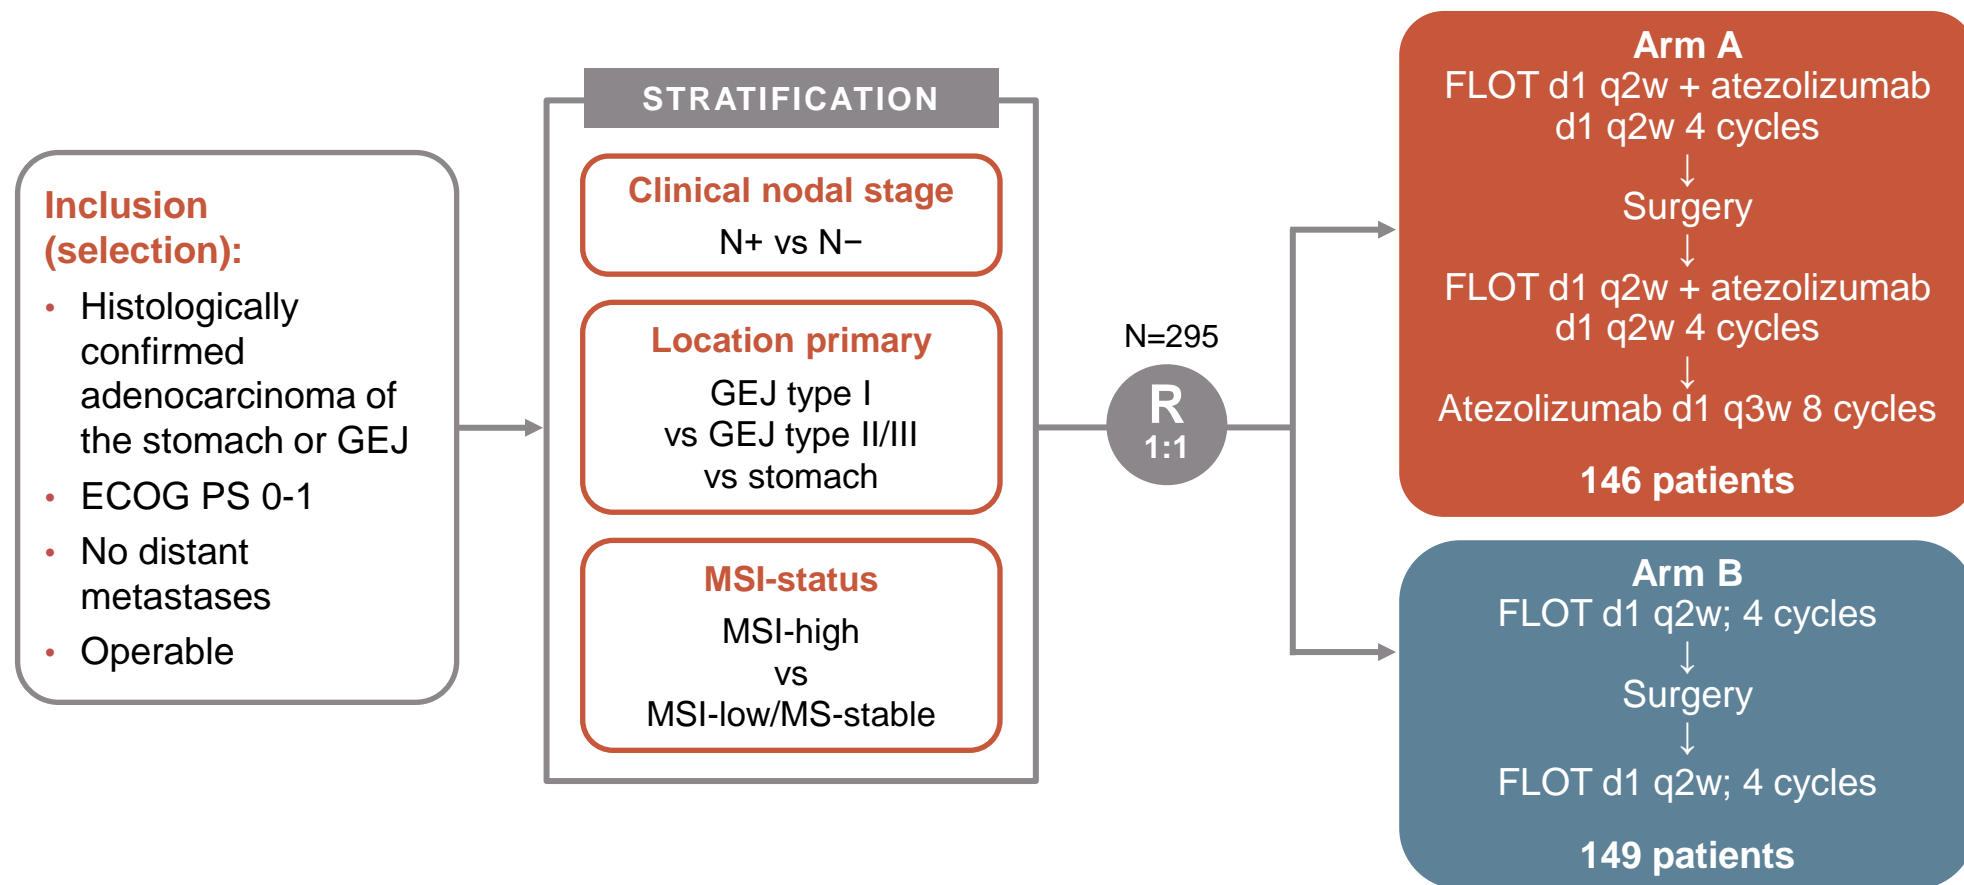 Inclusion
(selection):
• Histologically
confirmed
adenocarcinoma of
the stomach or GEJ
• ECOG PS 0-1
• No distant
metastases
• Operable
STRATIFICATION
Clinical nodal stage
N+ vs N−
Location primary
GEJ type I
vs GEJ type II/III
vs stomach
MSI-status
MSI-high
vs
MSI-low/MS-stable
N=295
R
1:1
Arm A
FLOT d1 q2w + atezolizumab
d1 q2w 4 cycles
↓
Surgery
↓
FLOT d1 q2w + atezolizumab
d1 q2w 4 cycles
↓
Atezolizumab d1 q3w 8 cycles
146 patients
Arm B
FLOT d1 q2w; 4 cycles
↓
Surgery
↓
FLOT d1 q2w; 4 cycles
149 patients